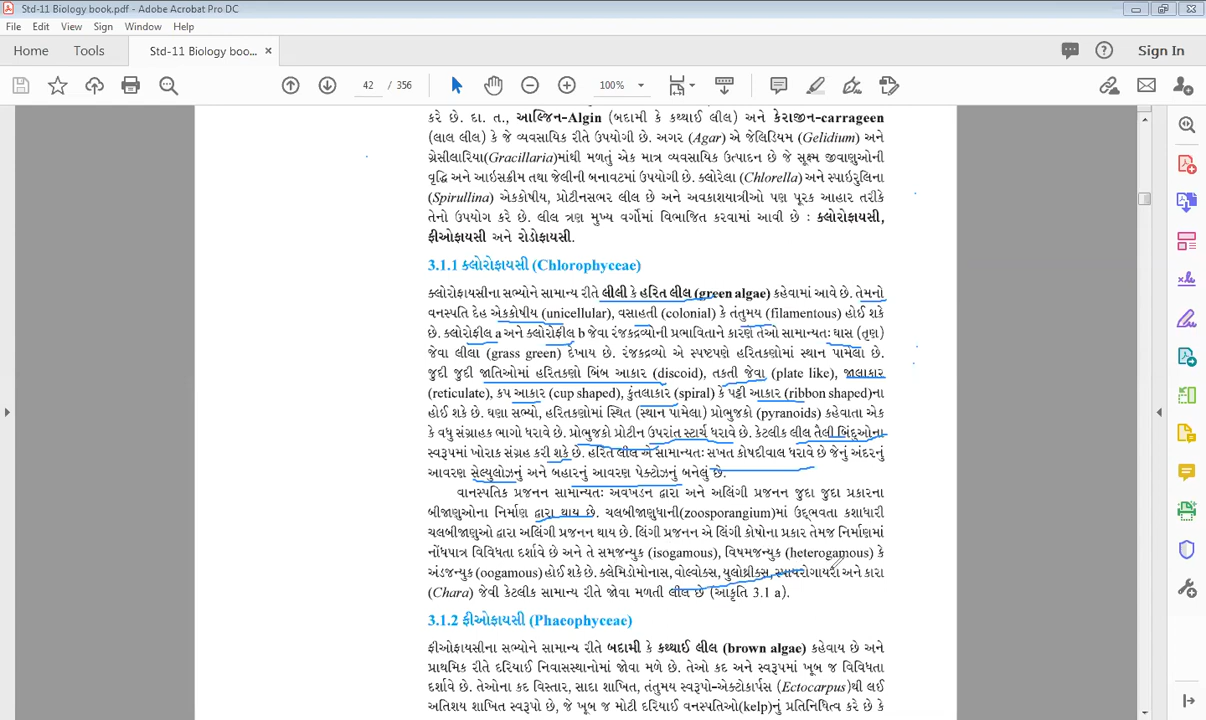 Std-11 Biology book.pdf - Adobe Acrobat Pro DC
File Edit View Sign Window Help
Home Tools Std-11 Biology boo... × Sign In
42 / 356 100%
કરે છે. દા. ત., આલ્જિન-Algin (બદામી કે કથ્થાઈ લીલ) અને કેરાજીન-carrageen
(લાલ લીલ) કે જે વ્યવસાયિક રીતે ઉપયોગી છે. અગર (Agar) એ જેલિડિયમ (Gelidium) અને
ગ્રેસીલારિયા(Gracillaria)માંથી મળતું એક માત્ર વ્યવસાયિક ઉત્પાદન છે જે સૂક્ષ્મ જીવાણુઓની
વૃદ્ધિ અને આઇસક્રીમ તથા જેલીની બનાવટમાં ઉપયોગી છે. ક્લોરેલા (Chlorella) અને સ્પાઇરુલિના
(Spirullina) એકકોષીય, પ્રોટીનસભર લીલ છે અને અવકાશયાત્રીઓ પણ પૂરક આહાર તરીકે
તેનો ઉપયોગ કરે છે. લીલ ત્રણ મુખ્ય વર્ગોમાં વિભાજિત કરવામાં આવી છે : ક્લોરોફાયસી,
ફીઓફાયસી અને રોડોફાયસી.
3.1.1 ક્લોરોફાયસી (Chlorophyceae)
ક્લોરોફાયસીના સભ્યોને સામાન્ય રીતે લીલી કે હરિત લીલ (green algae) કહેવામાં આવે છે. તેમનો
વનસ્પતિ દેહ એકકોષીય (unicellular), વસાહતી (colonial) કે તંતુમય (filamentous) હોઈ શકે
છે. ક્લોરોફીલ a અને ક્લોરોફીલ b જેવા રંજકદ્રવ્યોની પ્રભાવિતાને કારણે તેઓ સામાન્યતઃ ઘાસ (તૃણ)
જેવા લીલા (grass green) દેખાય છે. રંજકદ્રવ્યો એ સ્પષ્ટપણે હરિતકણોમાં સ્થાન પામેલા છે.
જુદી જુદી જાતિઓમાં હરિતકણો બિંબ આકાર (discoid), તકતી જેવા (plate like), જાલાકાર
(reticulate), કપ આકાર (cup shaped), કુંતલાકાર (spiral) કે પટ્ટી આકાર (ribbon shaped)ના
હોઈ શકે છે. ઘણા સભ્યો, હરિતકણોમાં સ્થિત (સ્થાન પામેલા) પ્રોભુજકો (pyranoids) કહેવાતા એક
કે વધુ સંગ્રાહક ભાગો ધરાવે છે. પ્રોભુજકો પ્રોટીન ઉપરાંત સ્ટાર્ચ ધરાવે છે. કેટલીક લીલ તૈલી બિંદુઓના
સ્વરૂપમાં ખોરાક સંગ્રહ કરી શકે છે. હરિત લીલ એ સામાન્યતઃ સખત કોષદીવાલ ધરાવે છે જેનું અંદરનું
આવરણ સેલ્યુલોઝનું અને બહારનું આવરણ પેક્ટોઝનું બનેલું છે.
વાનસ્પતિક પ્રજનન સામાન્યતઃ અવખંડન દ્વારા અને અલિંગી પ્રજનન જુદા જુદા પ્રકારના
બીજાણુઓના નિર્માણ દ્વારા થાય છે. ચલબીજાણુધાની(zoosporangium)માં ઉદ્ભવતા કશાધારી
ચલબીજાણુઓ દ્વારા અલિંગી પ્રજનન થાય છે. લિંગી પ્રજનન એ લિંગી કોષોના પ્રકાર તેમજ નિર્માણમાં
નોંધપાત્ર વિવિધતા દર્શાવે છે અને તે સમજન્યુક (isogamous), વિષમજન્યુક (heterogamous) કે
અંડજન્યુક (oogamous) હોઈ શકે છે. ક્લેમિડોમોનાસ, વોલ્વોક્સ, યુલોથ્રીક્સ, સ્પાયરોગાયરા અને કારા
(Chara) જેવી કેટલીક સામાન્ય રીતે જોવા મળતી લીલ છે (આકૃતિ 3.1 a).
3.1.2 ફીઓફાયસી (Phaeophyceae)
ફીઓફાયસીના સભ્યોને સામાન્ય રીતે બદામી કે કથ્થાઈ લીલ (brown algae) કહેવાય છે અને
પ્રાથમિક રીતે દરિયાઈ નિવાસસ્થાનોમાં જોવા મળે છે. તેઓ કદ અને સ્વરૂપમાં ખૂબ જ વિવિધતા
દર્શાવે છે. તેઓના કદ વિસ્તાર, સાદા શાખિત, તંતુમય સ્વરૂપો-એક્ટોકાર્પસ (Ectocarpus)થી લઈ
અતિશય શાખિત સ્વરૂપો છે, જે ખૂબ જ મોટી દરિયાઈ વનસ્પતિઓ(kelp)નું પ્રતિનિધિત્વ કરે છે કે